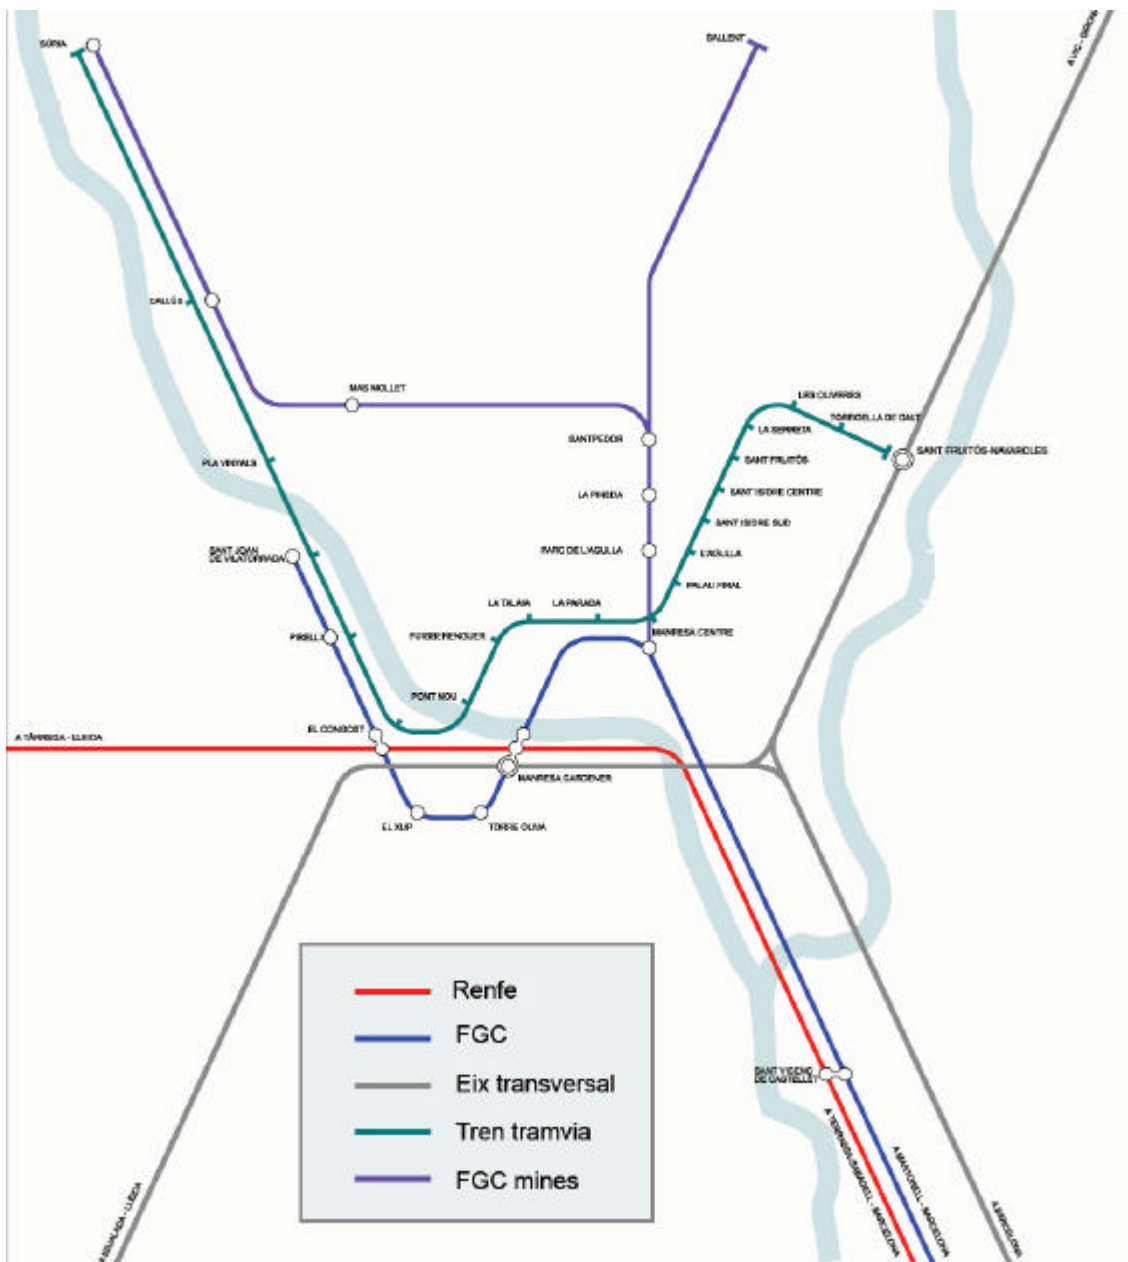 SÚRIA
SALLENT
A VIC - GIRONA
CALLÚS
MAS MOLLET
LES OLIVERES
TORROELLA DE DALT
LA SERRETA
SANTPEDOR
SANT FRUITÓS-NAVARCLES
PLA VINYALS
SANT FRUITÓS
LA PINEDA
SANT ISIDRE CENTRE
SANT ISIDRE SUD
SANT JOAN
DE VILATORRADA
PARC DE L'AGULLA
L'AGULLA
PALAU FIRAL
LA TALAIA
LA PARADA
PIRELLI
MANRESA CENTRE
PONT NOU
EL CONGOST
A TÀRREGA - LLEIDA
MANRESA CARDENER
EL XUP
TORRE OLIVA
Renfe
FGC
Eix transversal
Tren tramvia
FGC mines
SANT VICENÇ
DE CASTELLET
A TERRASSA/SABADELL - BARCELONA
A MARTORELL - BARCELONA
A BARCELONA
A IGUALADA - LLEIDA